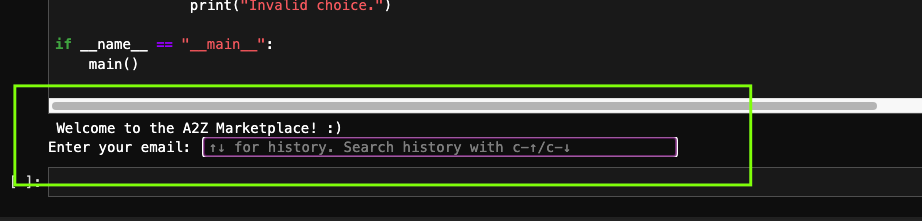 print("Invalid choice.")
if __name__ == "__main__":
main()
Welcome to the A2Z Marketplace! :)
Enter your email: ↑↓ for history. Search history with c-↑/c-↓
[ ]: